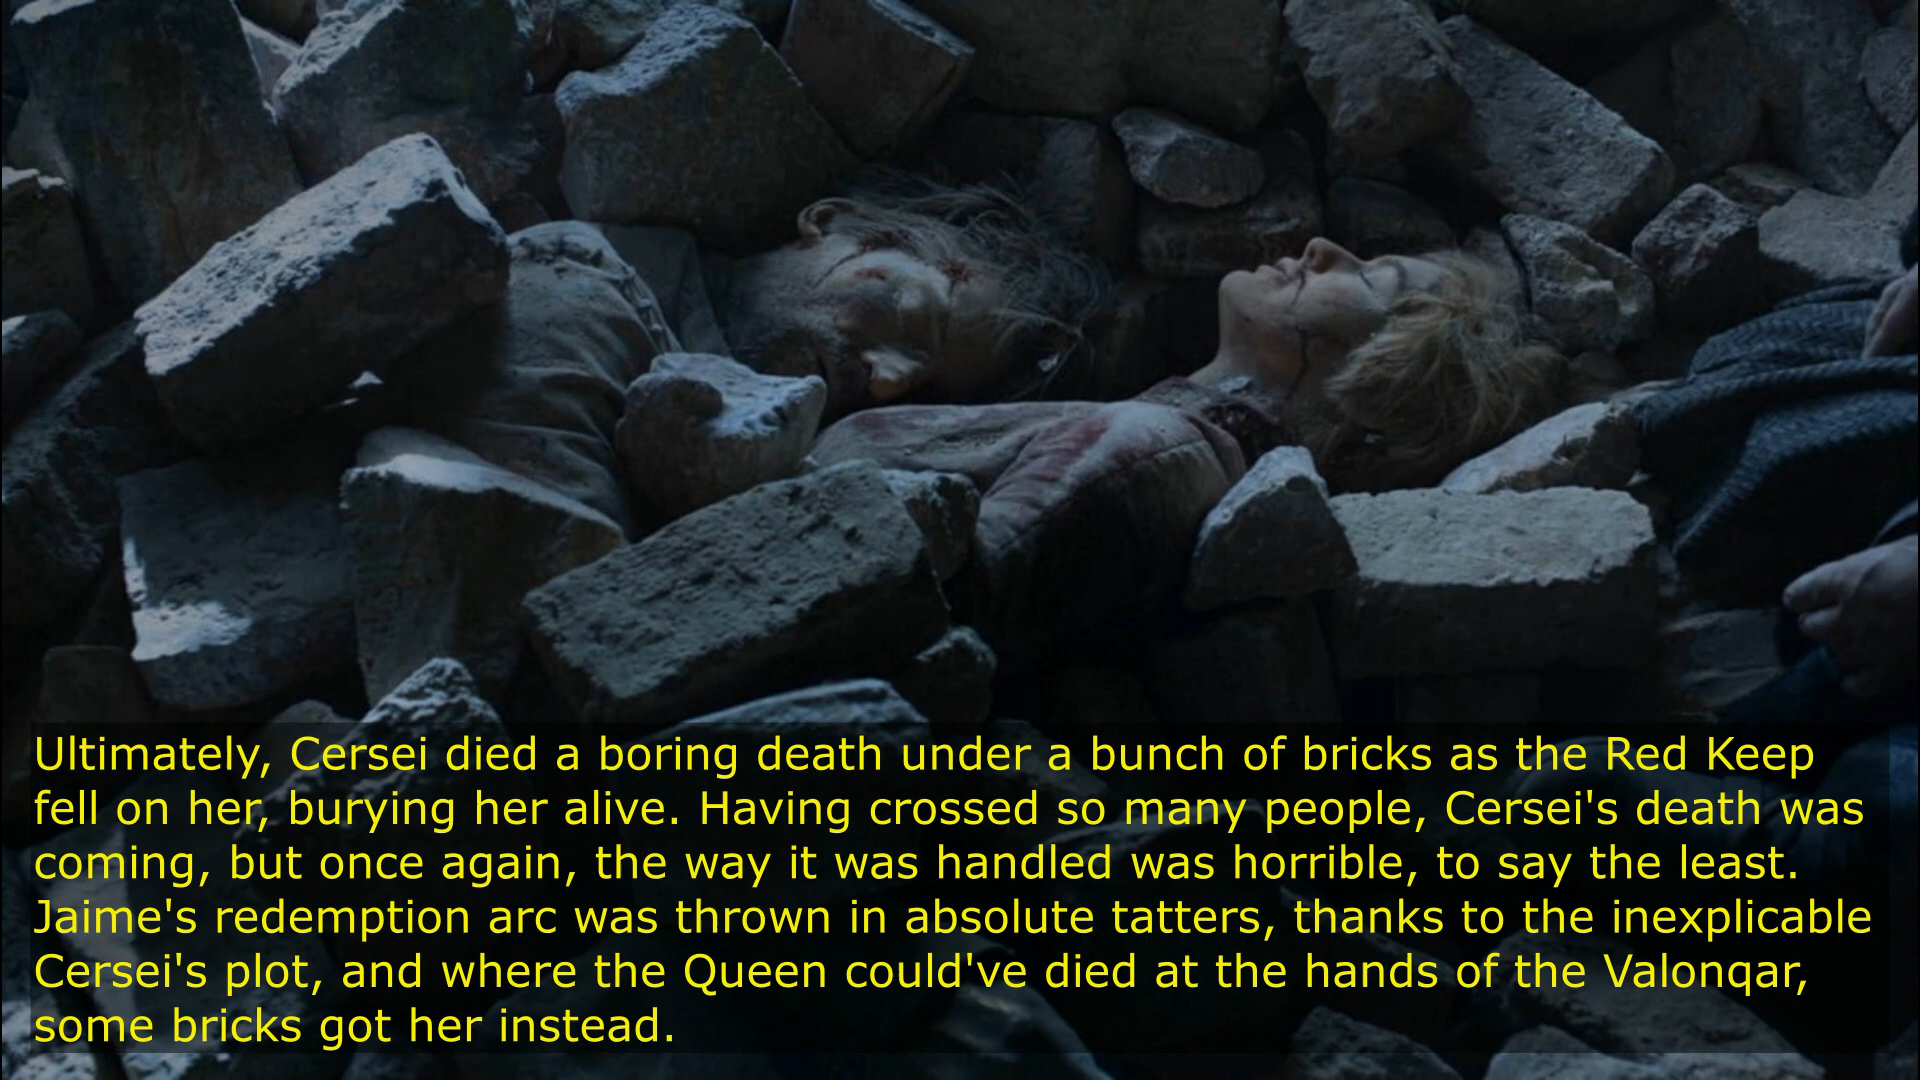 Ultimately, Cersei died a boring death under a bunch of bricks as the Red Keep
fell on her, burying her alive. Having crossed so many people, Cersei's death was
coming, but once again, the way it was handled was horrible, to say the least.
Jaime's redemption arc was thrown in absolute tatters, thanks to the inexplicable
Cersei's plot, and where the Queen could've died at the hands of the Valonqar,
some bricks got her instead.